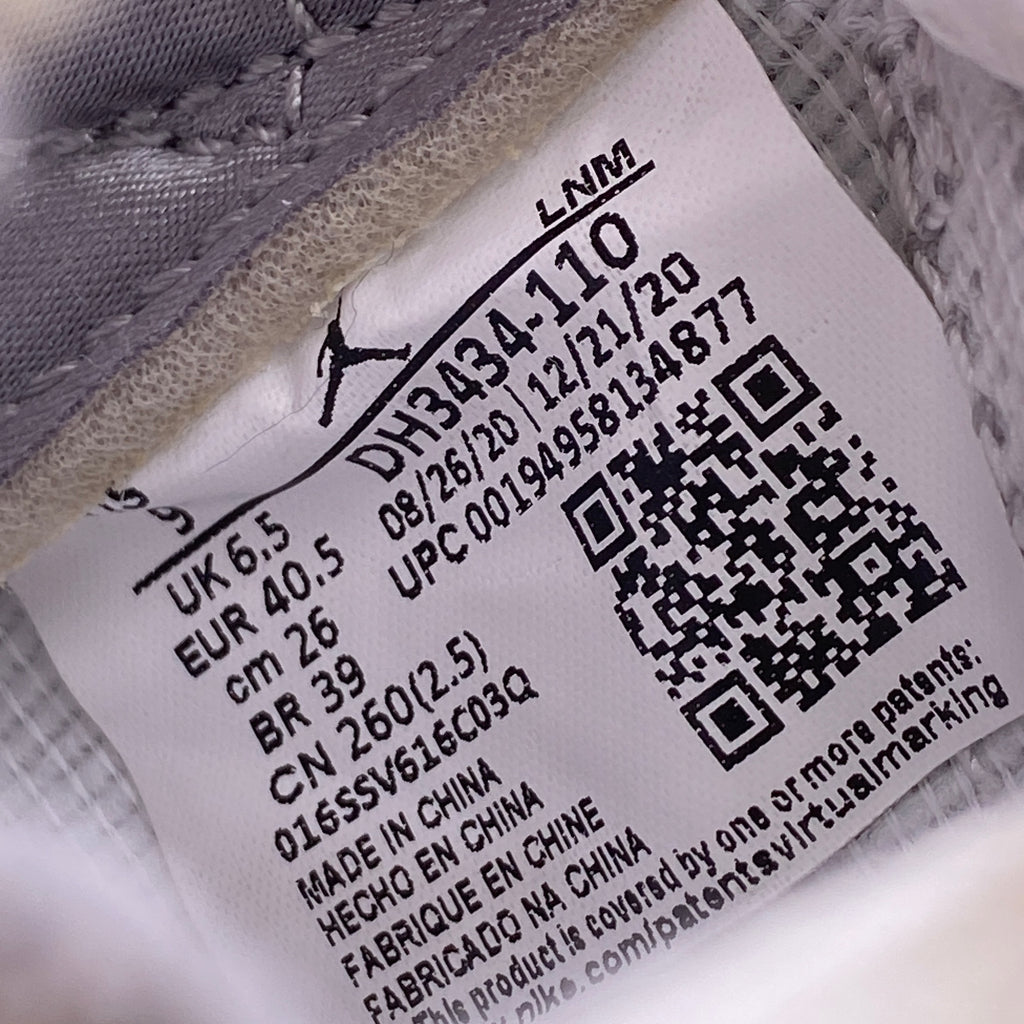 LNM
DH3434-110
08/26/20 | 12/21/20
UPC 00194958134877
9
UK 6.5
EUR 40.5
cm 26
BR 39
CN 260(2.5)
016SSV616C03Q
MADE IN CHINA
HECHO EN CHINA
FABRIQUE EN CHINE
FABRICADO NA CHINA
This product is covered by one or more patents:
nike.com/patentsvirtualmarking